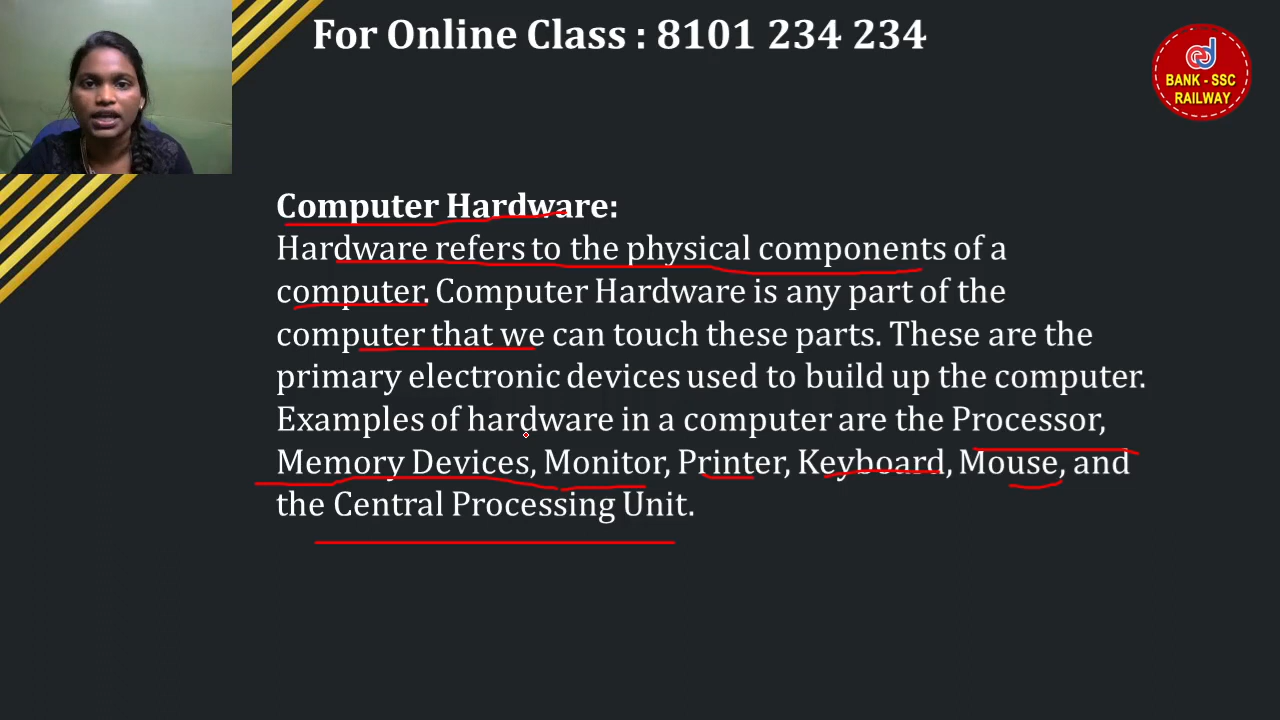 For Online Class : 8101 234 234
BANK - SSC
RAILWAY
Computer Hardware:
Hardware refers to the physical components of a
computer. Computer Hardware is any part of the
computer that we can touch these parts. These are the
primary electronic devices used to build up the computer.
Examples of hardware in a computer are the Processor,
Memory Devices, Monitor, Printer, Keyboard, Mouse, and
the Central Processing Unit.